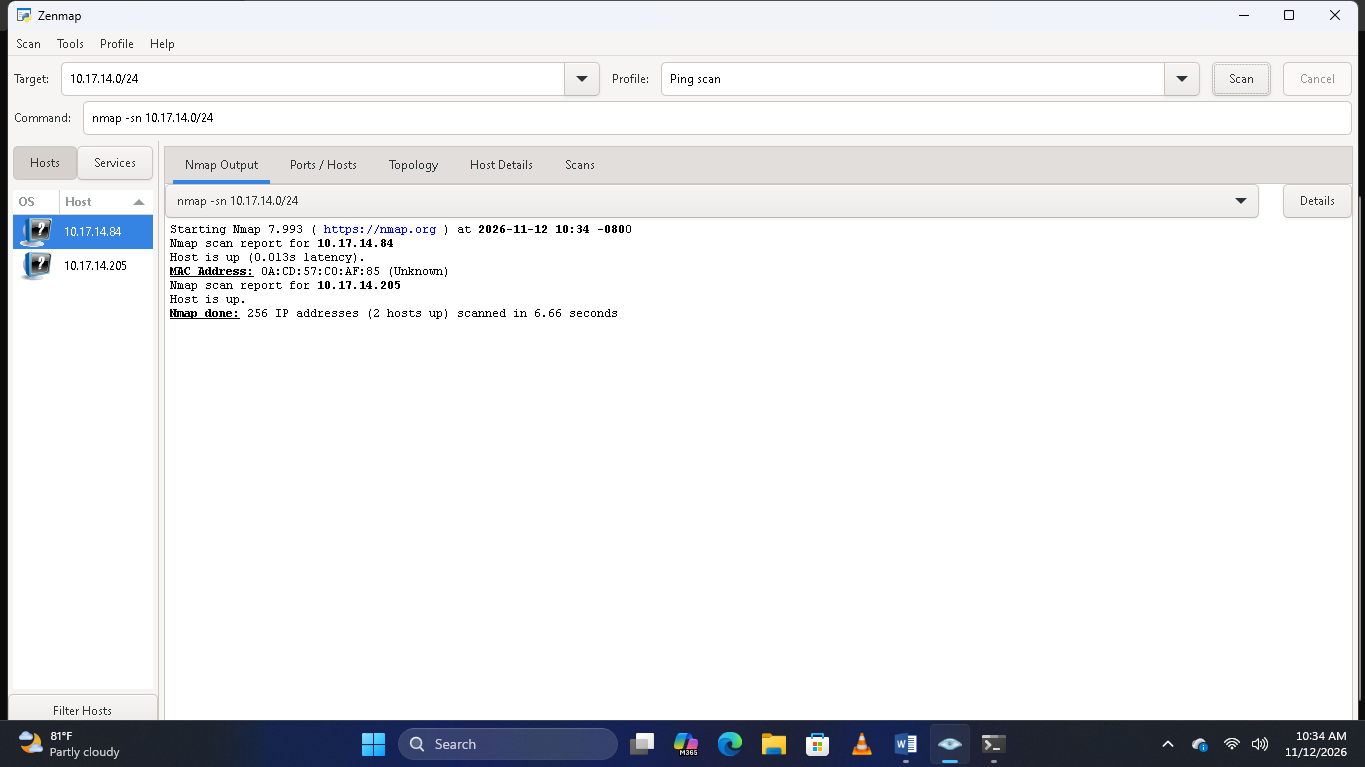 Zenmap
Scan Tools Profile Help
Target: 10.17.14.0/24 Profile: Ping scan Scan Cancel
Command: nmap -sn 10.17.14.0/24
Hosts Services
Nmap Output Ports / Hosts Topology Host Details Scans
OS Host
nmap -sn 10.17.14.0/24 Details
10.17.14.84
10.17.14.205
Starting Nmap 7.993 ( https://nmap.org ) at 2026-11-12 10:34 -0800
Nmap scan report for 10.17.14.84
Host is up (0.013s latency).
MAC Address: 0A:CD:57:C0:AF:85 (Unknown)
Nmap scan report for 10.17.14.205
Host is up.
Nmap done: 256 IP addresses (2 hosts up) scanned in 6.66 seconds
Filter Hosts
81°F
Partly cloudy
Search
M365
10:34 AM
11/12/2026